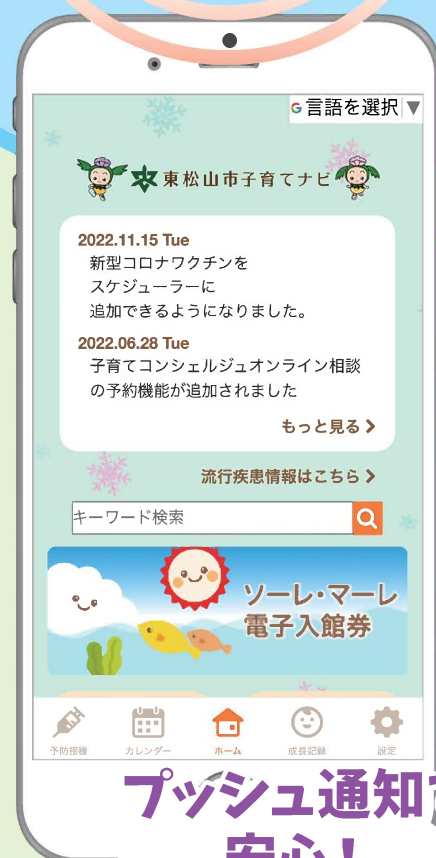 G 言語を選択 ▼
東松山市子育てナビ
2022.11.15 Tue
新型コロナワクチンを
スケジューラーに
追加できるようになりました。
2022.06.28 Tue
子育てコンシェルジュオンライン相談
の予約機能が追加されました
もっと見る >
流行疾患情報はこちら >
キーワード検索
ソーレ・マーレ
電子入館券
予防接種 カレンダー ホーム 成長記録 設定
プッシュ通知で
安心!